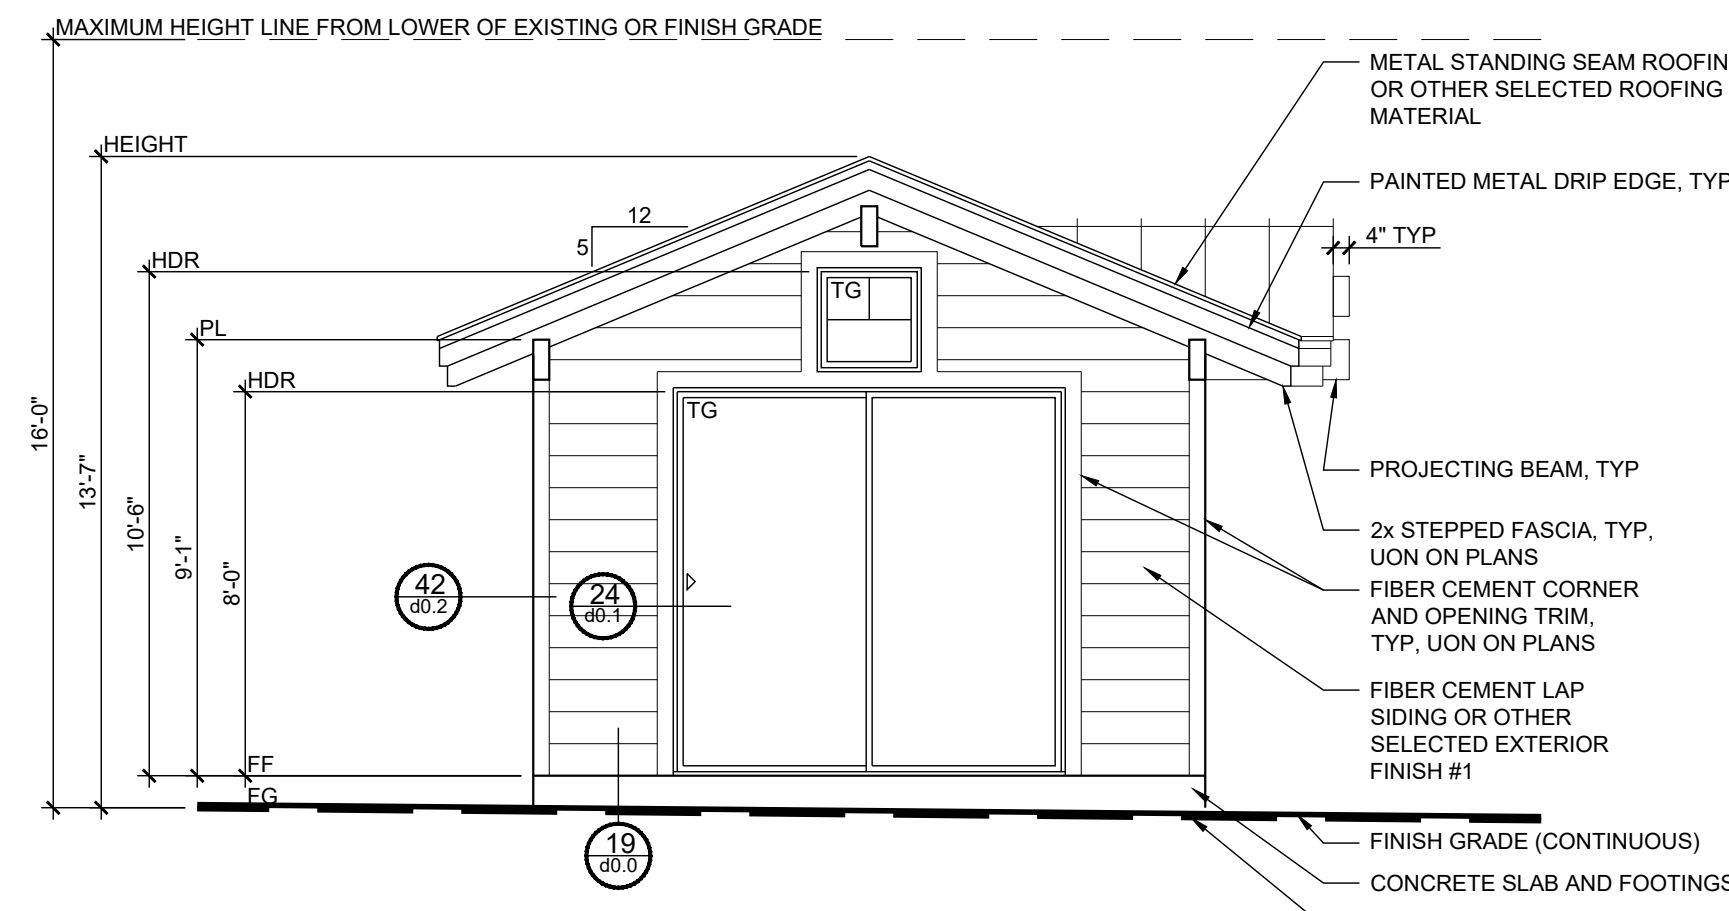 MAXIMUM HEIGHT LINE FROM LOWER OF EXISTING OR FINISH GRADE
METAL STANDING SEAM ROOFIN
OR OTHER SELECTED ROOFING
MATERIAL
HEIGHT
PAINTED METAL DRIP EDGE, TYP
12
5
4" TYP
HDR
TG
PL
HDR
TG
16'-0"
13'-7"
10'-6"
9'-1"
8'-0"
PROJECTING BEAM, TYP
2x STEPPED FASCIA, TYP,
UON ON PLANS
42
d0.2
24
d0.1
FIBER CEMENT CORNER
AND OPENING TRIM,
TYP, UON ON PLANS
FIBER CEMENT LAP
SIDING OR OTHER
SELECTED EXTERIOR
FINISH #1
FF
FG
19
d0.0
FINISH GRADE (CONTINUOUS)
CONCRETE SLAB AND FOOTINGS